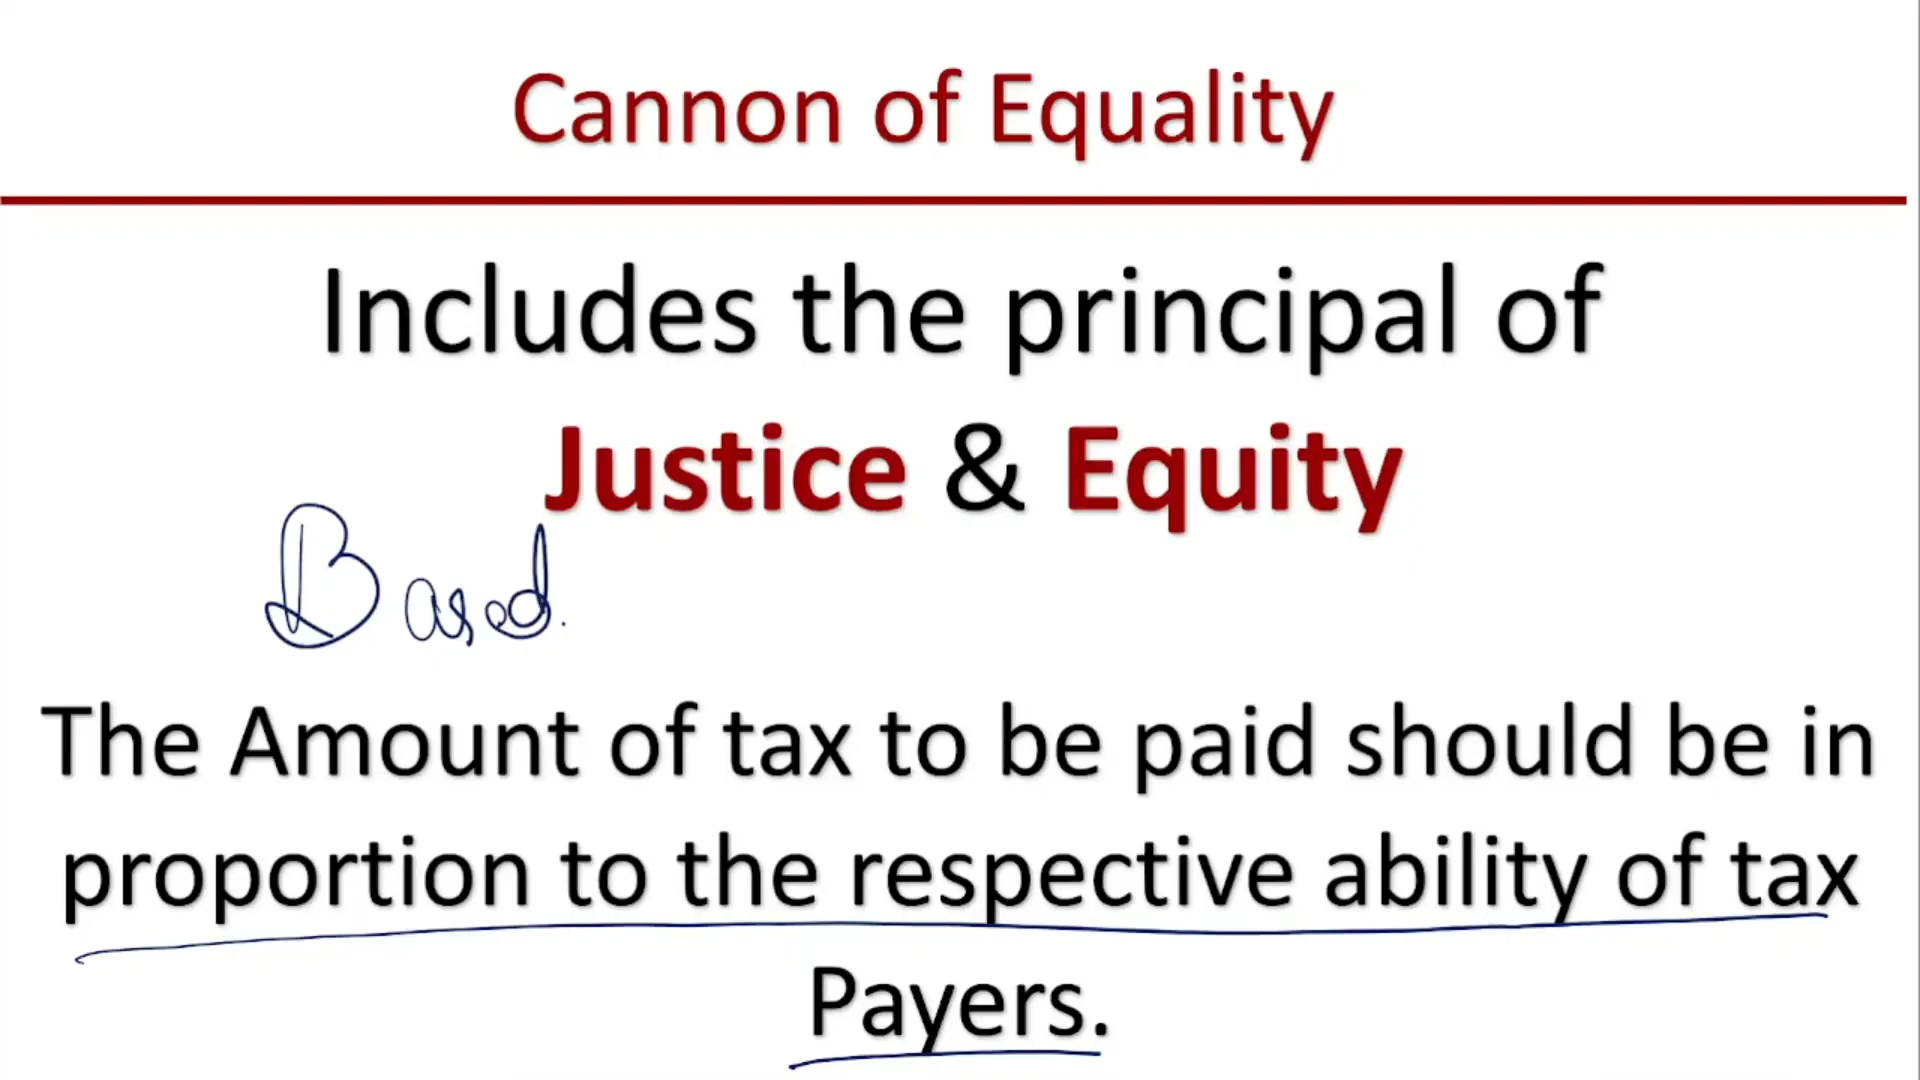 Cannon of Equality
Includes the principal of
Justice & Equity
Based.
The Amount of tax to be paid should be in
proportion to the respective ability of tax
Payers.